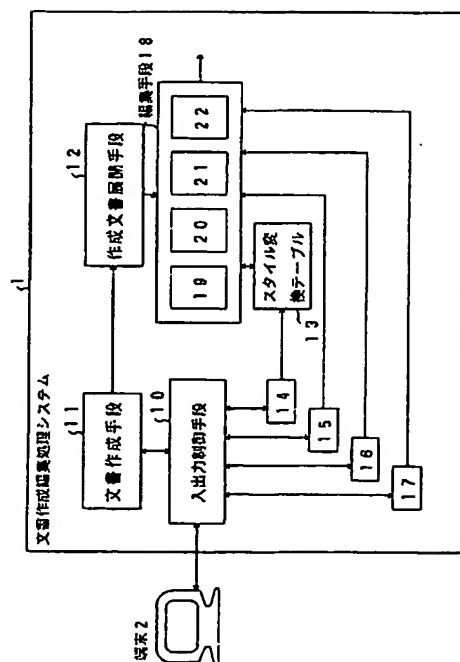 1
文書作成編集処理システム
11
文書作成手段
12
作成文書展開手段
10
入出力制御手段
編集手段18
19
20
21
22
スタイル変
換テーブル
13
14
15
16
17
端末2